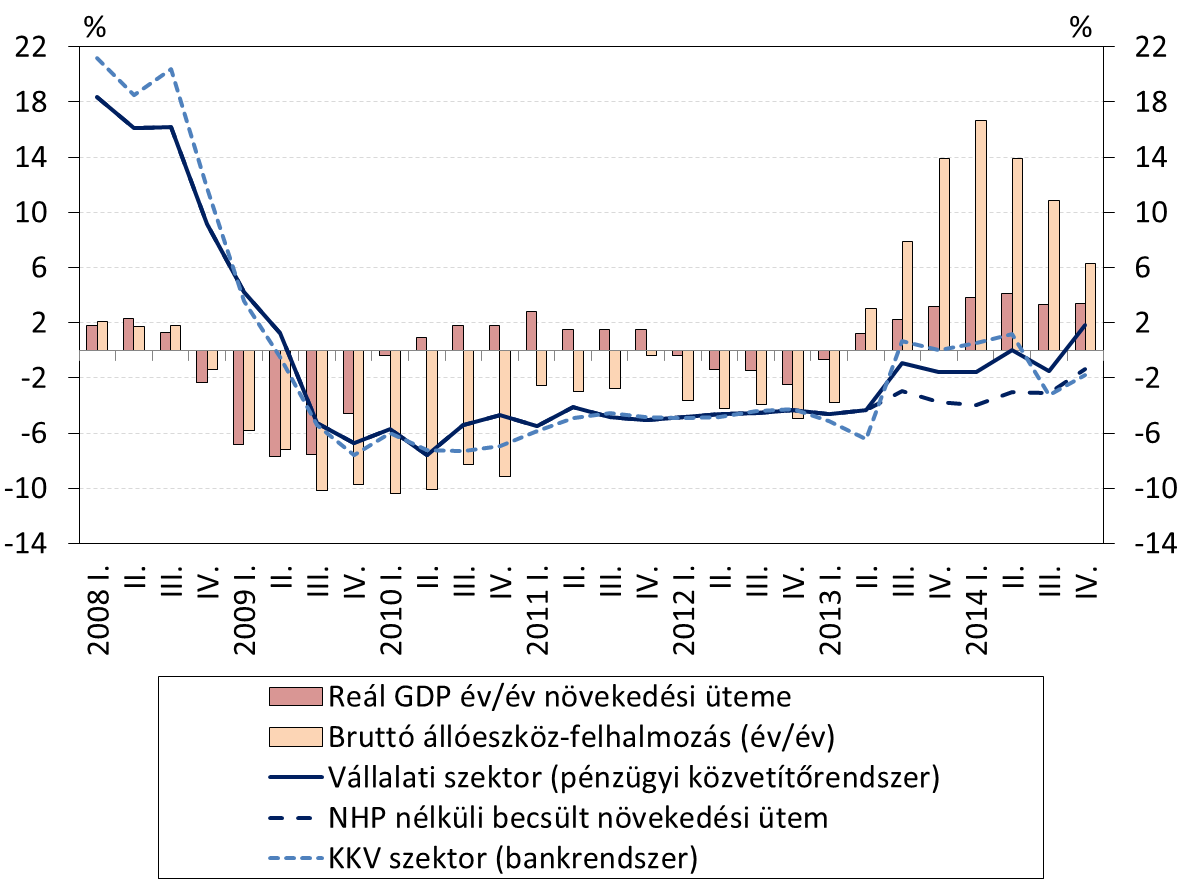 % %
22 22
18 18
14 14
10 10
6 6
2 2
-2 -2
-6 -6
-10 -10
-14 -14
2008 I. II. III. IV. 2009 I. II. III. IV. 2010 I. II. III. IV. 2011 I. II. III. IV. 2012 I. II. III. IV. 2013 I. II. III. IV. 2014 I. II. III. IV.
Reál GDP év/év növekedési üteme
Bruttó állóeszköz-felhalmozás (év/év)
Vállalati szektor (pénzügyi közvetítőrendszer)
NHP nélküli becsült növekedési ütem
KKV szektor (bankrendszer)